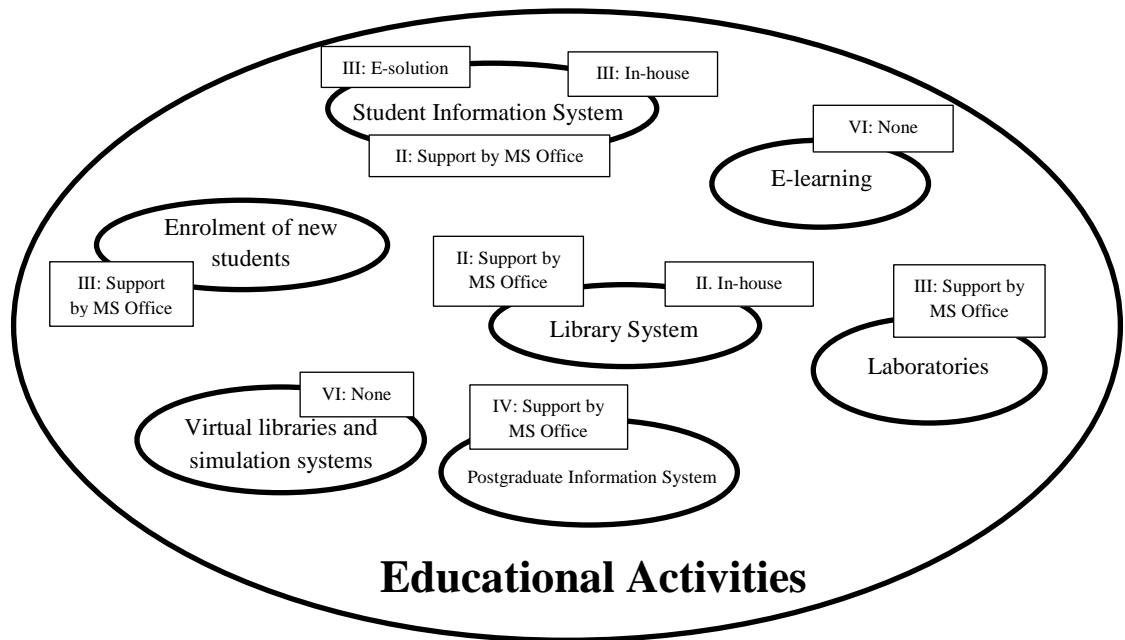 III: E-solution
III: In-house
Student Information System
II: Support by MS Office
VI: None
E-learning
Enrolment of new
students
III: Support
by MS Office
II: Support by
MS Office
II. In-house
Library System
III: Support by
MS Office
Laboratories
VI: None
Virtual libraries and
simulation systems
IV: Support by
MS Office
Postgraduate Information System
Educational Activities